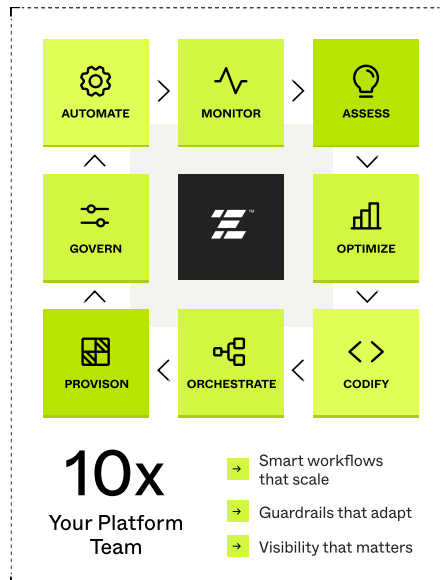 AUTOMATE
MONITOR
ASSESS
GOVERN
™
OPTIMIZE
PROVISON
ORCHESTRATE
CODIFY
10x
Your Platform
Team
Smart workflows
that scale
Guardrails that adapt
Visibility that matters